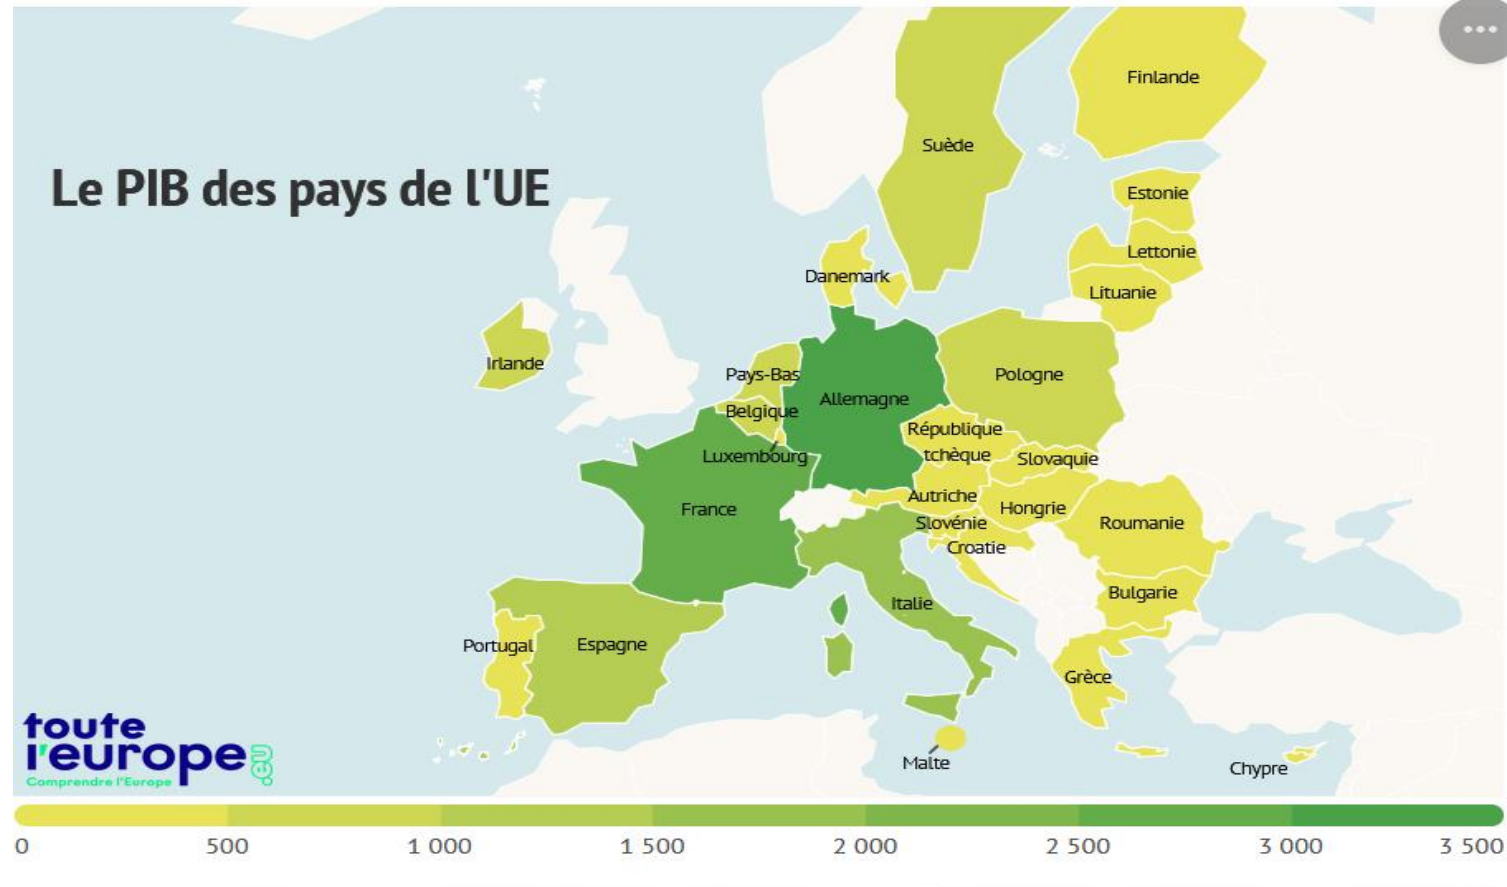 Finlande
Suède
Le PIB des pays de l'UE
Estonie
Lettonie
Danemark
Lituanie
Irlande
Pays-Bas
Pologne
Allemagne
Belgique
République
tchèque
Luxembourg
Slovaquie
Autriche
Hongrie
France
Slovénie
Roumanie
Croatie
Bulgarie
Italie
Portugal
Espagne
Grèce
toute
l'europe.eu
Comprendre l'Europe
Malte
Chypre
0 500 1 000 1 500 2 000 2 500 3 000 3 500